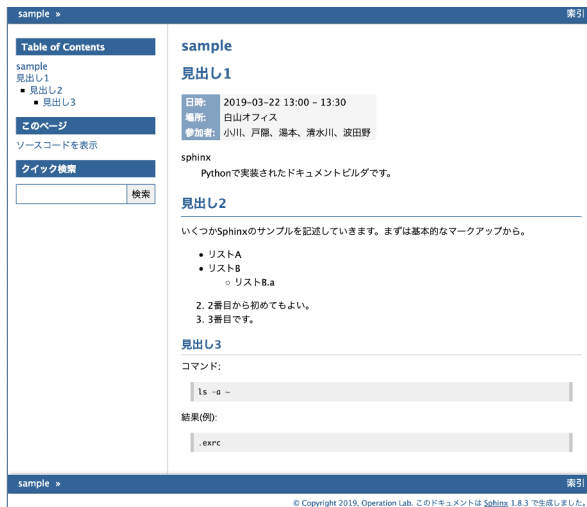 sample »
索引
Table of Contents
sample
見出し1
見出し2
見出し3
このページ
ソースコードを表示
クイック検索
検索
sample
見出し1
日時: 2019-03-22 13:00 – 13:30
場所: 白山オフィス
参加者: 小川、戸隠、湯本、清水川、波田野
sphinx
Pythonで実装されたドキュメントビルダです。
見出し2
いくつかSphinxのサンプルを記述していきます。まずは基本的なマークアップから。
• リストA
• リストB
○ リストB.a
2. 2番目から初めてもよい。
3. 3番目です。
見出し3
コマンド:
ls -a ~
結果(例):
.exrc
sample »
索引
© Copyright 2019, Operation Lab. このドキュメントは Sphinx 1.8.3 で生成しました。